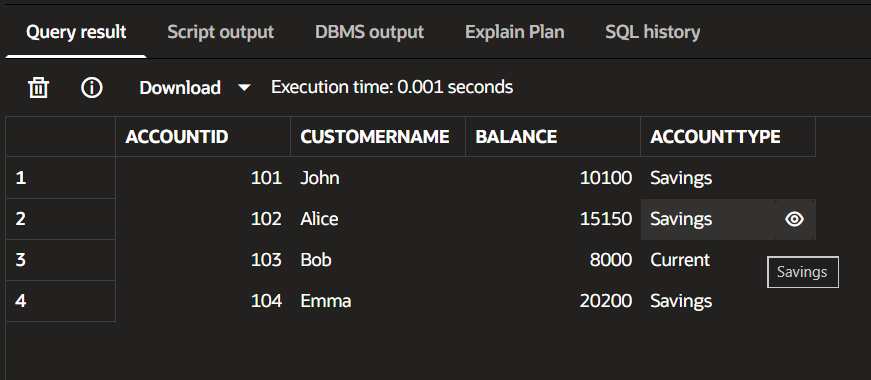 Query result Script output DBMS output Explain Plan SQL history
Download Execution time: 0.001 seconds
ACCOUNTID CUSTOMERNAME BALANCE ACCOUNTTYPE
1 101 John 10100 Savings
2 102 Alice 15150 Savings
3 103 Bob 8000 Current
Savings
4 104 Emma 20200 Savings